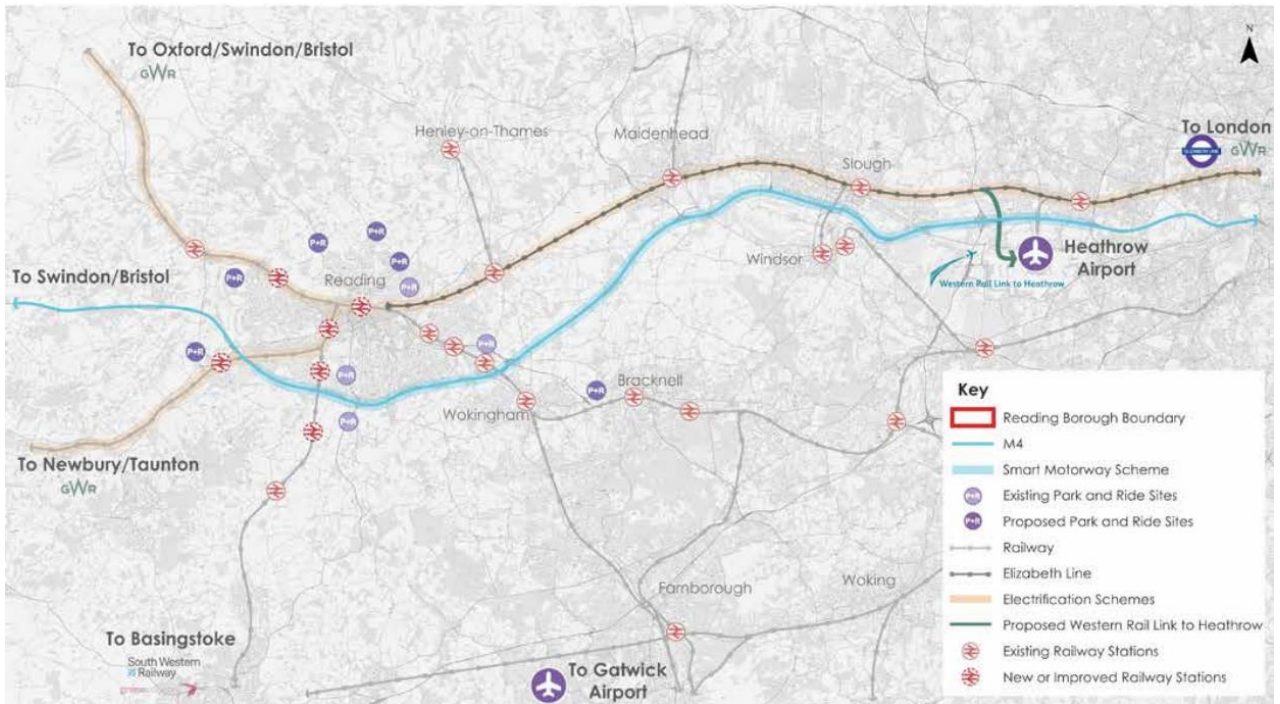 To Oxford/Swindon/Bristol
GWR
N
Henley-on-Thames
Maidenhead
Slough
To London
ELIZABETH LINE
GWR
P+R
P+R
P+R
P+R
P+R
Reading
To Swindon/Bristol
Windsor
Heathrow
Airport
Western Rail Link to Heathrow
P+R
P+R
P+R
P+R
P+R
Bracknell
Wokingham
To Newbury/Taunton
GWR
Farnborough
Woking
To Basingstoke
South Western
Railway
To Gatwick
Airport
Key
Reading Borough Boundary
M4
Smart Motorway Scheme
P+R Existing Park and Ride Sites
P+R Proposed Park and Ride Sites
Railway
Elizabeth Line
Electrification Schemes
Proposed Western Rail Link to Heathrow
Existing Railway Stations
New or Improved Railway Stations